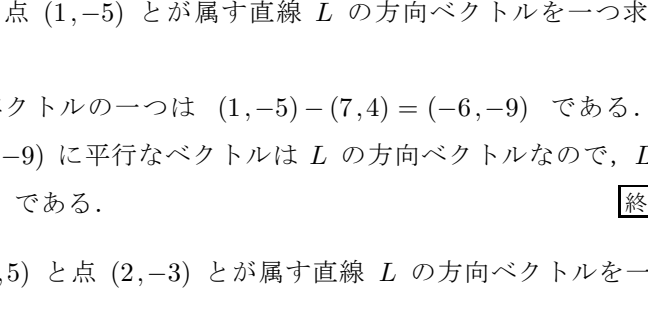 点 (1,−5) とが属す直線 L の方向ベクトルを一つ求
クトルの一つは (1,−5)−(7,4)=(−6,−9) である.
−9) に平行なベクトルは L の方向ベクトルなので, L
である.
終
,5) と点 (2,−3) とが属す直線 L の方向ベクトルを一